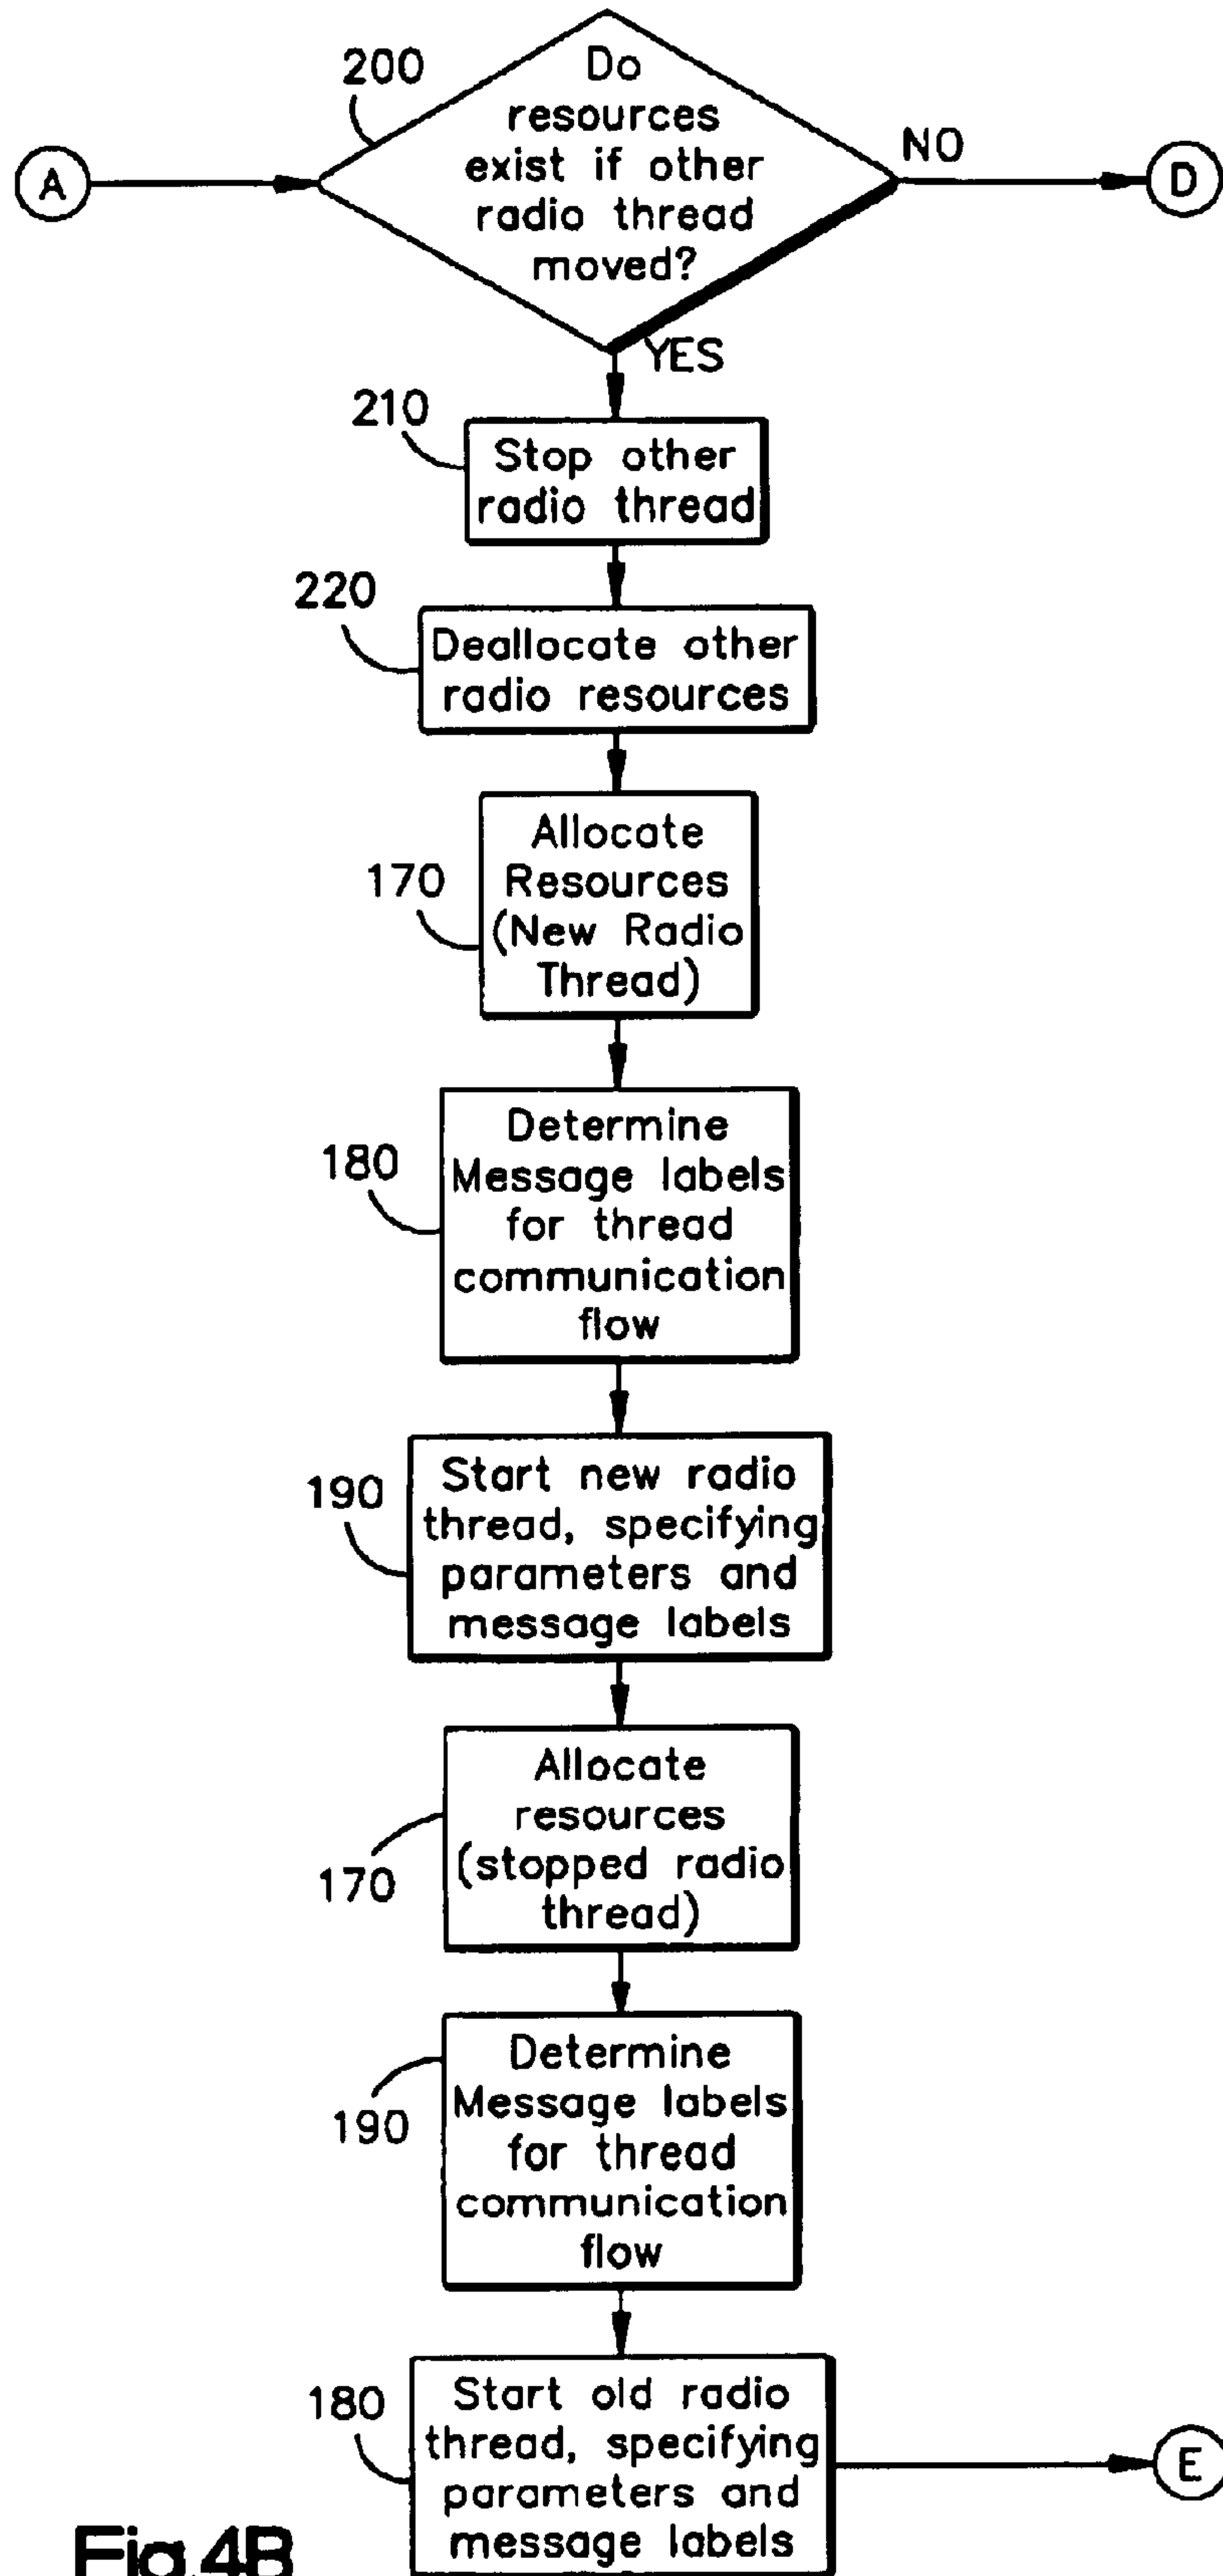 200
Do
resources
exist if other
radio thread
moved?
A
NO
D
YES
210
Stop other
radio thread
220
Deallocate other
radio resources
170
Allocate
Resources
(New Radio
Thread)
180
Determine
Message labels
for thread
communication
flow
190
Start new radio
thread, specifying
parameters and
message labels
170
Allocate
resources
(stopped radio
thread)
190
Determine
Message labels
for thread
communication
flow
180
Start old radio
thread, specifying
parameters and
message labels
E
Fig.4B